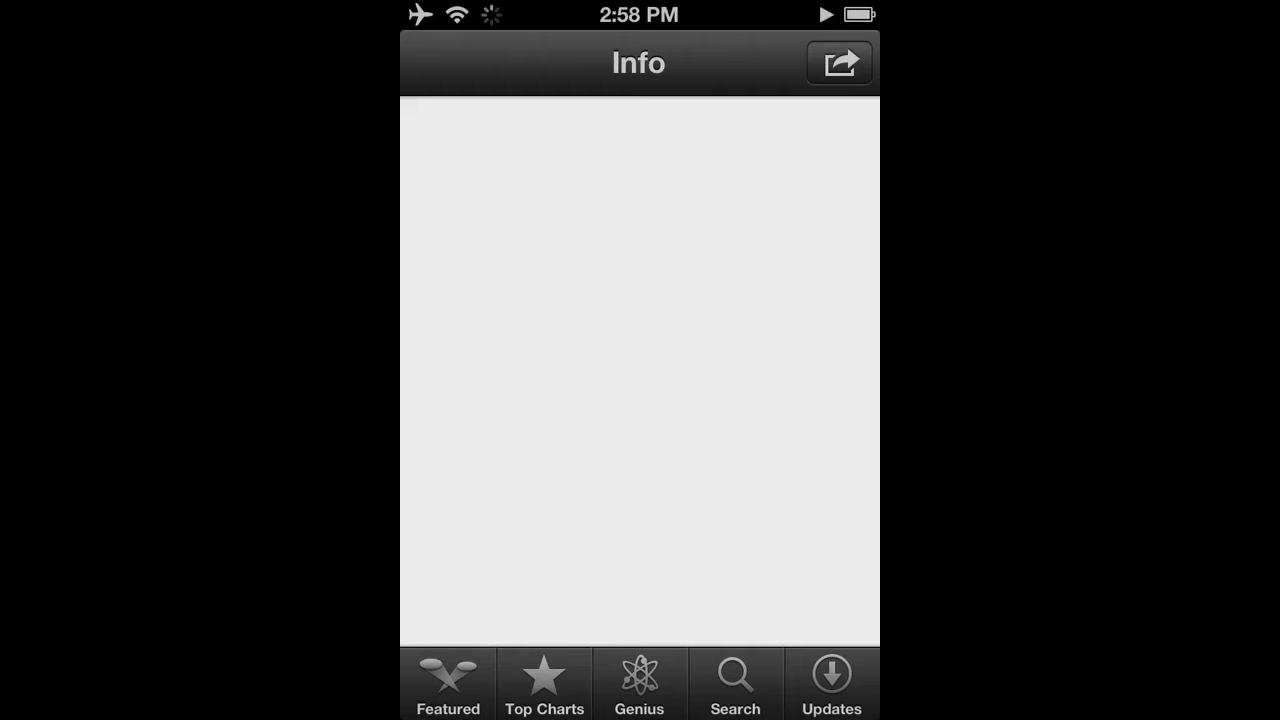 2:58 PM
Info
Featured
Top Charts
Genius
Search
Updates